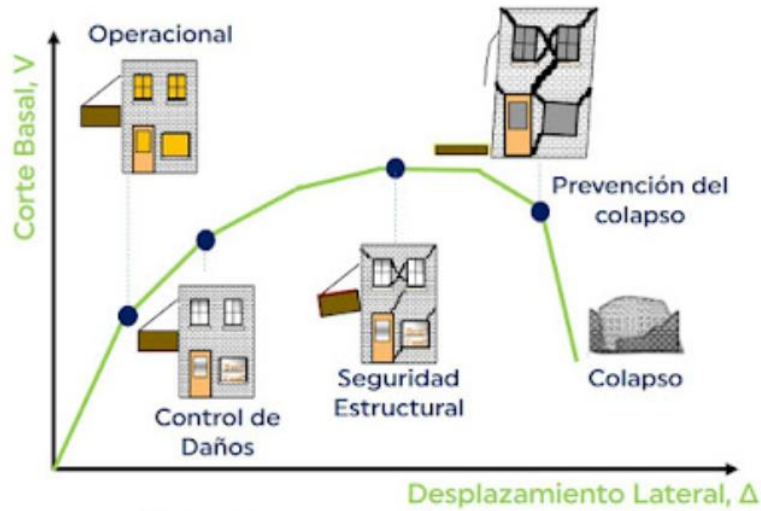 Operacional
Corte Basal, V
Prevención del
colapso
Seguridad
Estructural
Colapso
Control de
Daños
Desplazamiento Lateral, Δ